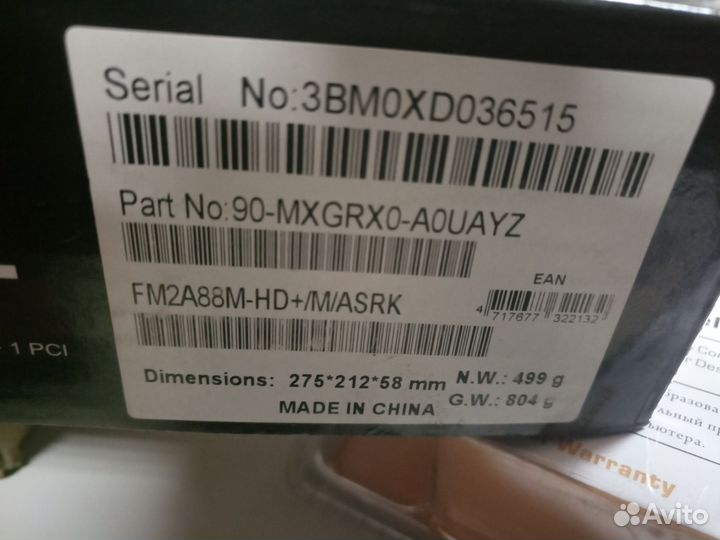 Serial No:3BM0XD036515
Part No:90-MXGRX0-A0UAYZ
EAN
FM2A88M-HD+/M/ASRK
4 717677 322132
1 PCI
Dimensions: 275*212*58 mm
N.W.: 499 g
G.W.: 804 g
MADE IN CHINA
Warranty
Avito